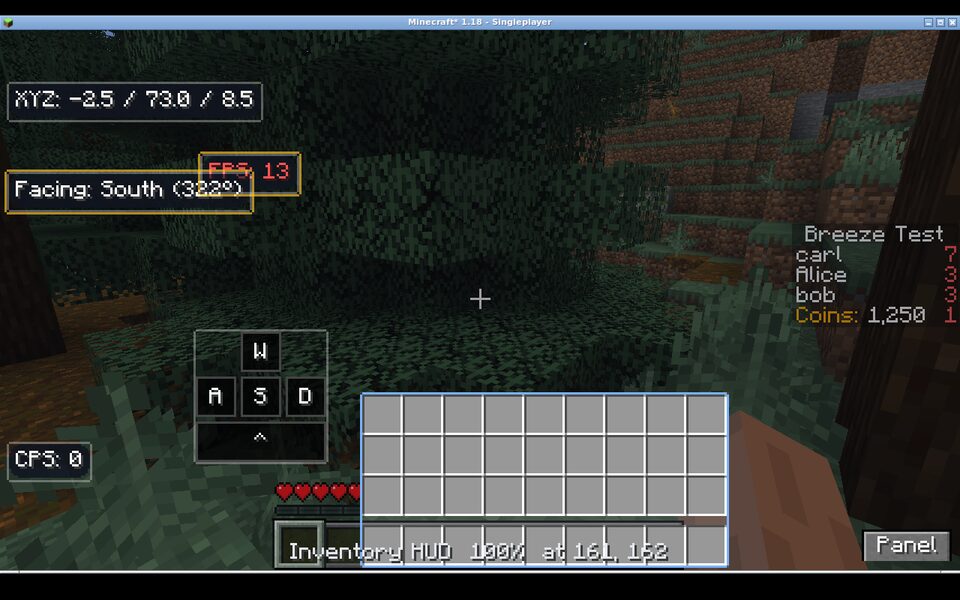 Minecraft* 1.18 - Singleplayer
XYZ: -2.5 / 73.0 / 8.5
FPS: 13
Facing: South (322°)
Breeze Test
carl 7
Alice 3
bob 3
Coins: 1,250 1
W
A S D
^
CPS: 0
Inventory HUD 100% at 161, 162
Panel